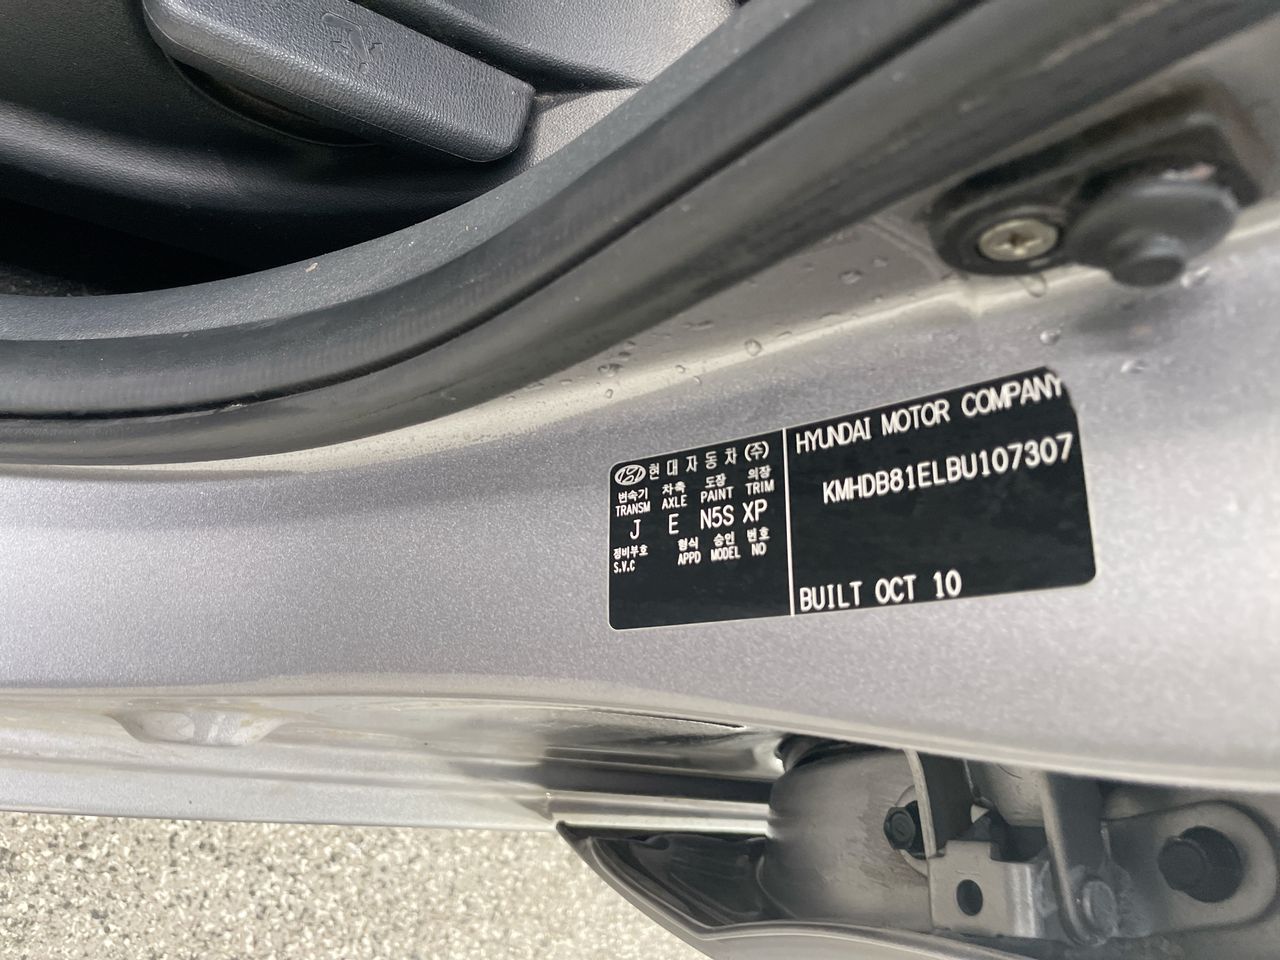 현대자동차(주)
변속기 차축 도장 의장
TRANSM AXLE PAINT TRIM
J E N5S XP
정비부호 형식 승인 번호
S.V.C APPD MODEL NO
HYUNDAI MOTOR COMPANY
KMHDB81ELBU107307
BUILT OCT 10